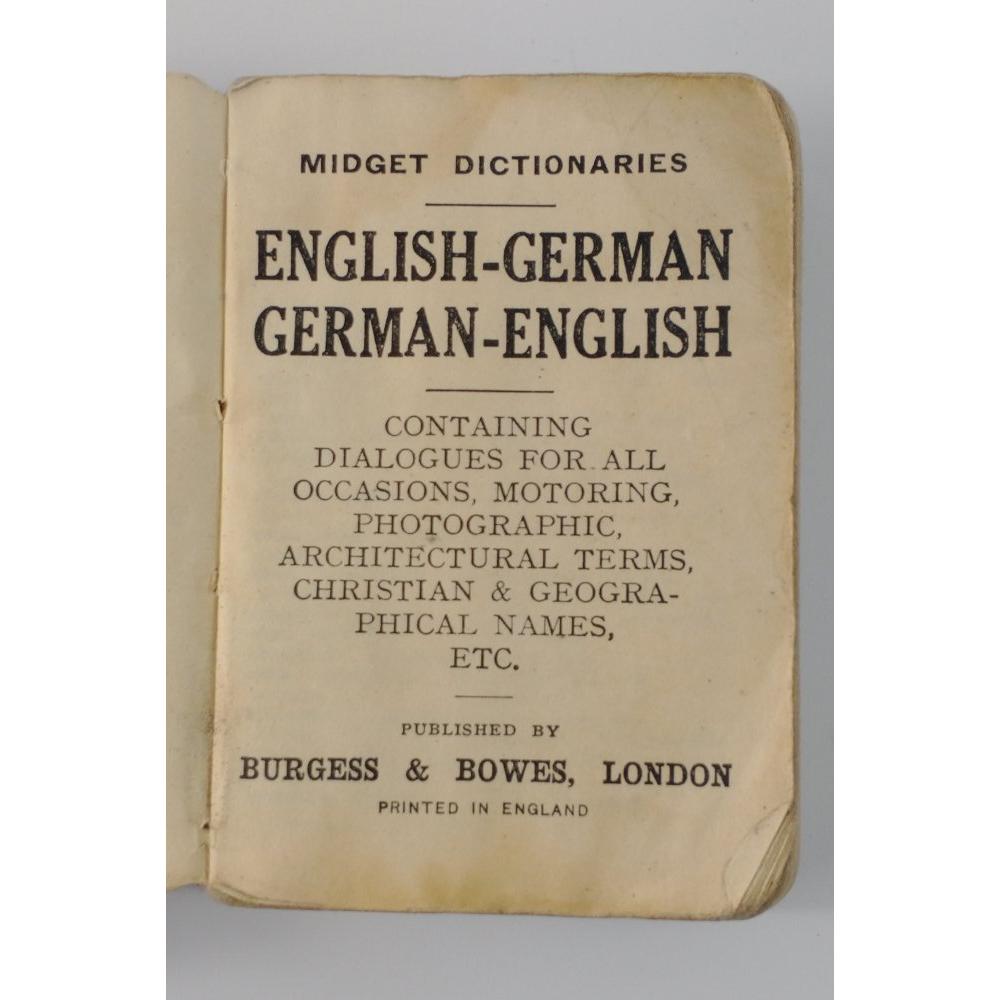 MIDGET DICTIONARIES
ENGLISH-GERMAN
GERMAN-ENGLISH
CONTAINING
DIALOGUES FOR ALL
OCCASIONS, MOTORING,
PHOTOGRAPHIC,
ARCHITECTURAL TERMS,
CHRISTIAN & GEOGRA-
PHICAL NAMES,
ETC.
PUBLISHED BY
BURGESS & BOWES, LONDON
PRINTED IN ENGLAND